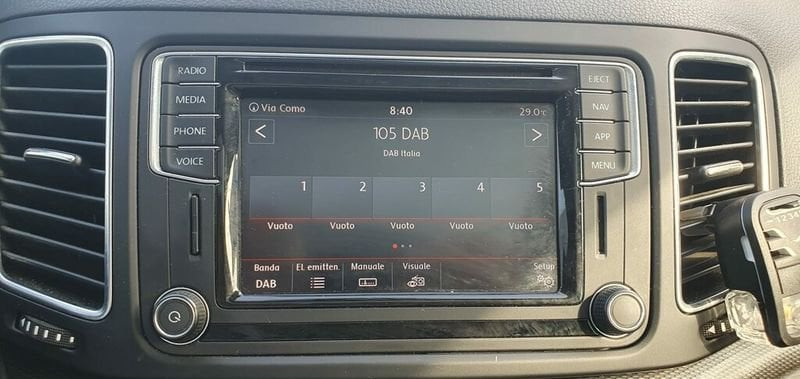 RADIO
MEDIA
PHONE
VOICE
Via Como
8:40
29.0°C
<
105 DAB
>
DAB Italia
1 2 3 4 5
Vuoto Vuoto Vuoto Vuoto Vuoto
Banda El. emitten. Manuale Visuale Setup
DAB
EJECT
NAV
APP
MENU
1234